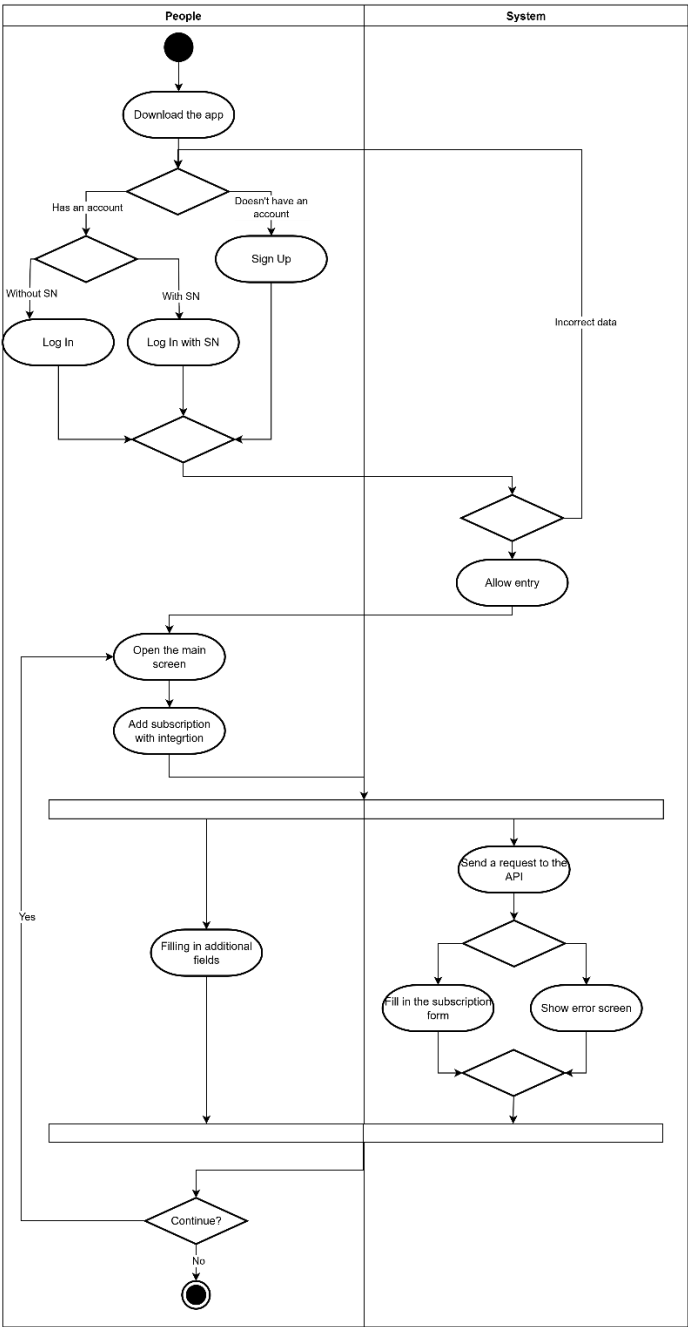 People
System
Download the app
Has an account
Doesn't have an
account
Sign Up
Without SN
With SN
Log In
Log In with SN
Incorrect data
Allow entry
Open the main
screen
Add subscription
with integrtion
Send a request to the
API
Yes
Filling in additional
fields
Fill in the subscription
form
Show error screen
Continue?
No